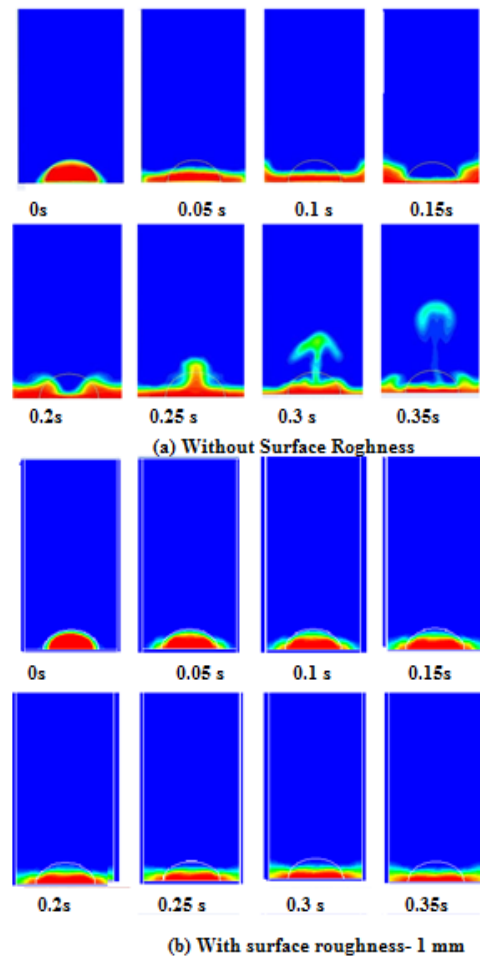 0s 0.05 s 0.1 s 0.15s
0.2s 0.25 s 0.3 s 0.35s
(a) Without Surface Roghness
0s 0.05 s 0.1 s 0.15s
0.2s 0.25 s 0.3 s 0.35s
(b) With surface roughness- 1 mm